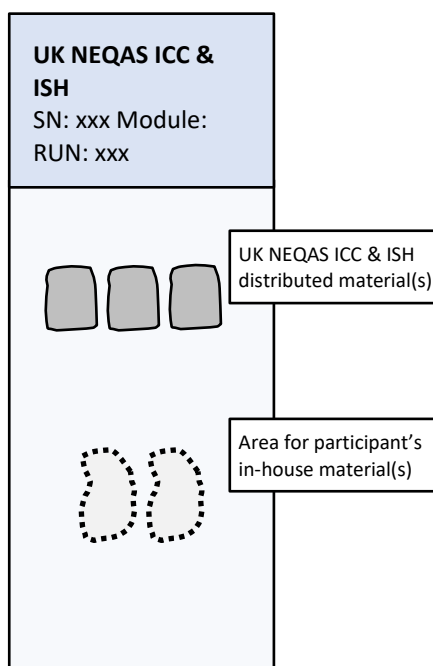 UK NEQAS ICC &
ISH
SN: xxx Module:
RUN: xxx
UK NEQAS ICC & ISH
distributed material(s)
Area for participant’s
in-house material(s)